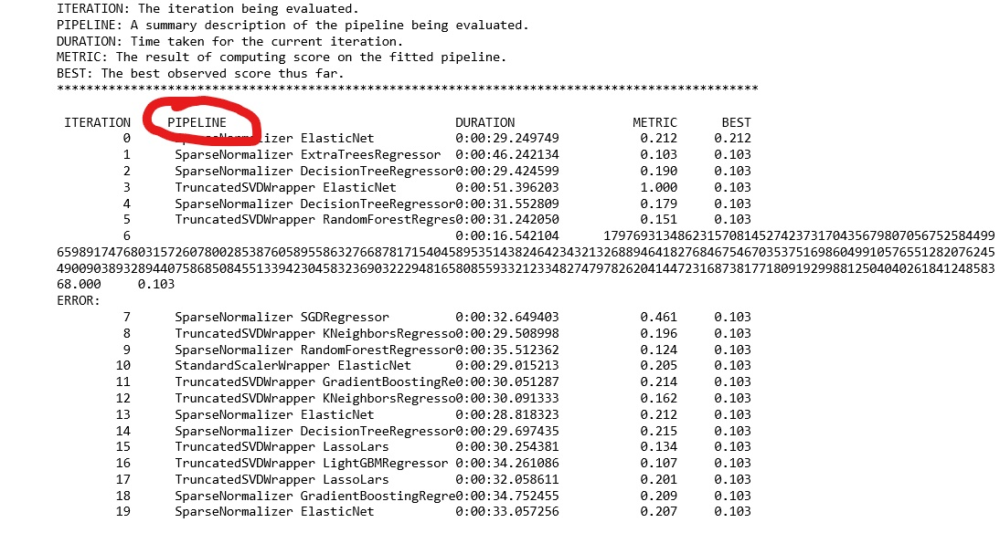 ITERATION: The iteration being evaluated.
PIPELINE: A summary description of the pipeline being evaluated.
DURATION: Time taken for the current iteration.
METRIC: The result of computing score on the fitted pipeline.
BEST: The best observed score thus far.
***********************************************************************************************
ITERATION PIPELINE DURATION METRIC BEST
0 SparseNormalizer ElasticNet 0:00:29.249749 0.212 0.212
1 SparseNormalizer ExtraTreesRegressor 0:00:46.242134 0.103 0.103
2 SparseNormalizer DecisionTreeRegressor0:00:29.424599 0.190 0.103
3 TruncatedSVDWrapper ElasticNet 0:00:51.396203 1.000 0.103
4 SparseNormalizer DecisionTreeRegressor0:00:31.552809 0.179 0.103
5 TruncatedSVDWrapper RandomForestRegres0:00:31.242050 0.151 0.103
6 0:00:16.542104 17976931348623157081452742373170435679807056752584499
6598917476803157260780028538760589558632766878171540458953514382464234321326889464182768467546703537516986049910576551282076245
4900903893289440758685084551339423045832369032229481658085593321233482747978262041447231687381771809192998812504040261841248583
68.000 0.103
ERROR:
7 SparseNormalizer SGDRegressor 0:00:32.649403 0.461 0.103
8 TruncatedSVDWrapper KNeighborsRegresso0:00:29.508998 0.196 0.103
9 SparseNormalizer RandomForestRegressor0:00:35.512362 0.124 0.103
10 StandardScalerWrapper ElasticNet 0:00:29.015213 0.205 0.103
11 TruncatedSVDWrapper GradientBoostingRe0:00:30.051287 0.214 0.103
12 TruncatedSVDWrapper KNeighborsRegresso0:00:30.091333 0.162 0.103
13 SparseNormalizer ElasticNet 0:00:28.818323 0.212 0.103
14 SparseNormalizer DecisionTreeRegressor0:00:29.697435 0.215 0.103
15 TruncatedSVDWrapper LassoLars 0:00:30.254381 0.134 0.103
16 TruncatedSVDWrapper LightGBMRegressor 0:00:34.261086 0.107 0.103
17 TruncatedSVDWrapper LassoLars 0:00:32.058611 0.201 0.103
18 SparseNormalizer GradientBoostingRegre0:00:34.752455 0.209 0.103
19 SparseNormalizer ElasticNet 0:00:33.057256 0.207 0.103